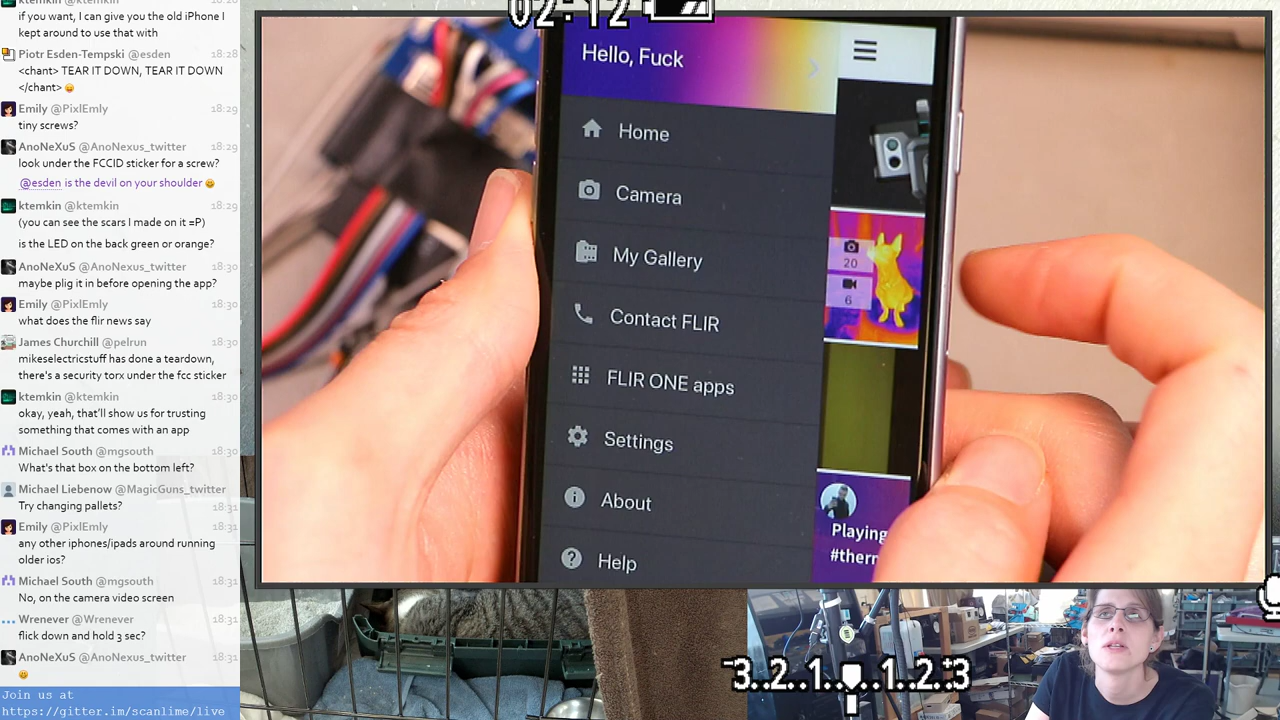 ktemkin @ktemkin
if you want, I can give you the old iPhone I
kept around to use that with
Piotr Esden-Tempski @esden 18:28
<chant> TEAR IT DOWN, TEAR IT DOWN
</chant>
Emily @PixlEmly 18:29
tiny screws?
AnoNeXuS @AnoNexus_twitter 18:29
look under the FCCID sticker for a screw?
@esden is the devil on your shoulder
ktemkin @ktemkin 18:29
(you can see the scars I made on it =P)
is the LED on the back green or orange?
AnoNeXuS @AnoNexus_twitter 18:30
maybe plig it in before opening the app?
Emily @PixlEmly 18:30
what does the flir news say
James Churchill @pelrun 18:30
mikeselectricstuff has done a teardown,
there's a security torx under the fcc sticker
ktemkin @ktemkin 18:30
okay, yeah, that'll show us for trusting
something that comes with an app
Michael South @mgsouth 18:30
What's that box on the bottom left?
Michael Liebenow @MagicGuns_twitter
Try changing pallets? 18:31
Emily @PixlEmly 18:31
any other iphones/ipads around running
older ios?
Michael South @mgsouth 18:31
No, on the camera video screen
Wrenever @Wrenever 18:31
flick down and hold 3 sec?
AnoNeXuS @AnoNexus_twitter 18:31
Join us at
https://gitter.im/scanlime/live
02:12
Hello, Fuck
Home
Camera
My Gallery
Contact FLIR
FLIR ONE apps
Settings
About
Help
20
6
Playing
#therm
-3..2..1.....1..2..+3